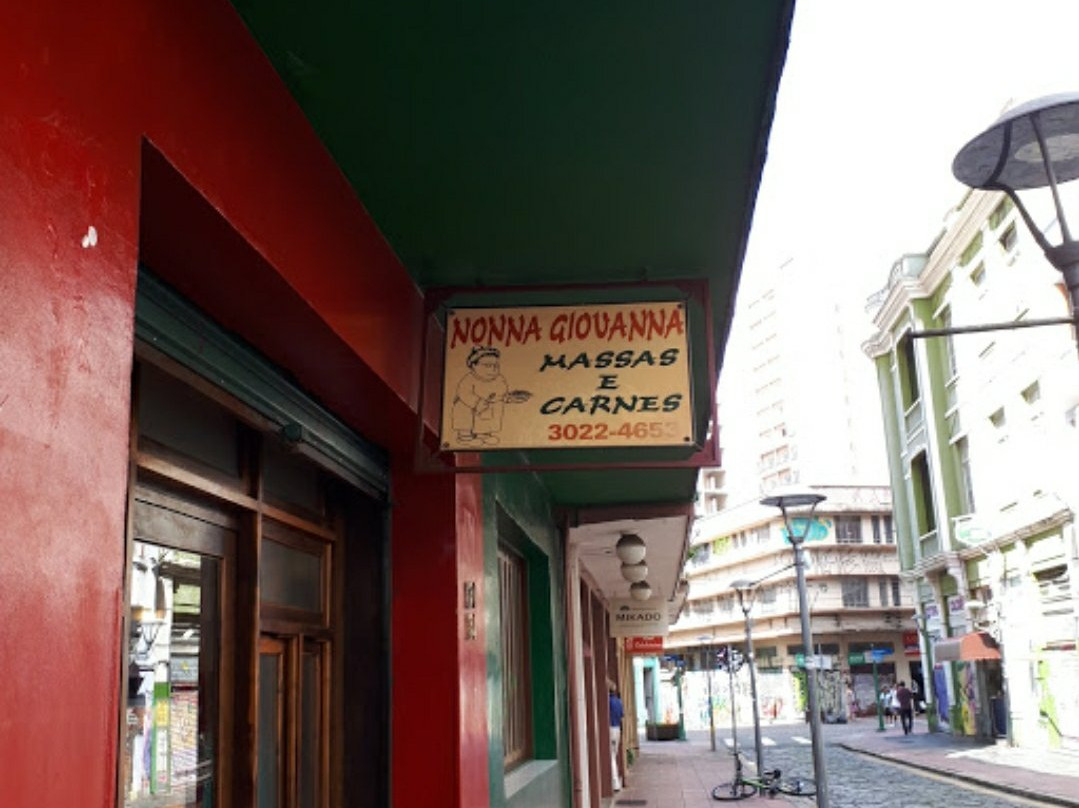 NONNA GIOVANNA
MASSAS
E
CARNES
3022-4653
MIKADO